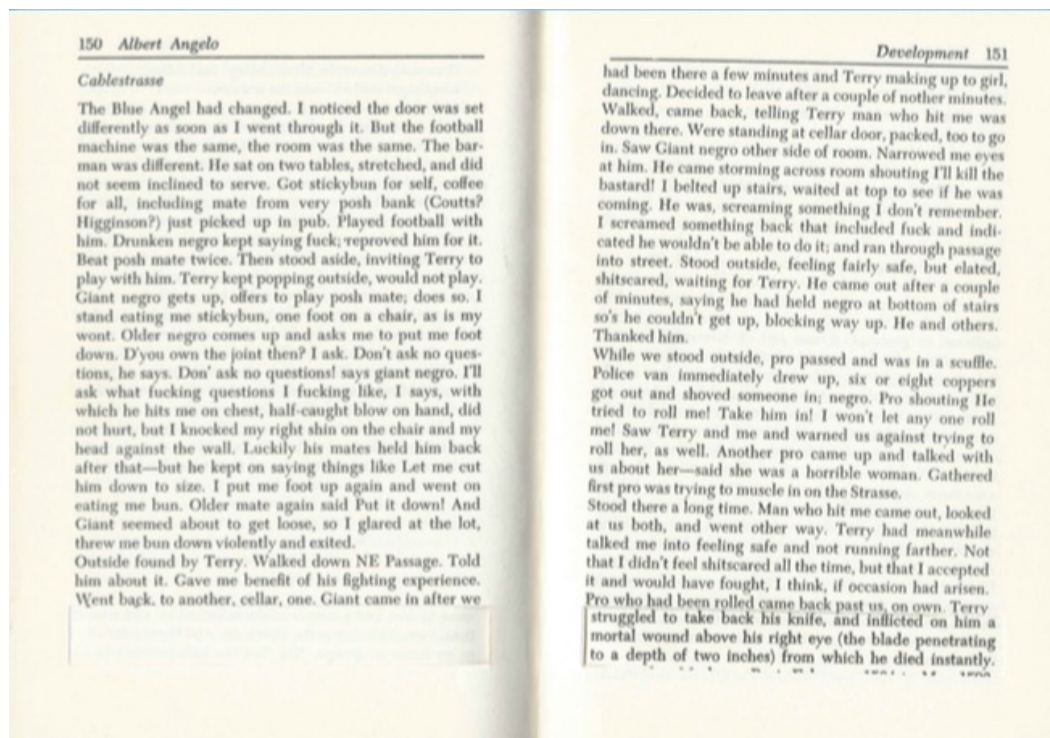 150 Albert Angelo
Cablestrasse
The Blue Angel had changed. I noticed the door was set
differently as soon as I went through it. But the football
machine was the same, the room was the same. The bar-
man was different. He sat on two tables, stretched, and did
not seem inclined to serve. Got stickybun for self, coffee
for all, including mate from very posh bank (Coutts?
Higginson?) just picked up in pub. Played football with
him. Drunken negro kept saying fuck; reproved him for it.
Beat posh mate twice. Then stood aside, inviting Terry to
play with him. Terry kept popping outside, would not play.
Giant negro gets up, offers to play posh mate; does so. I
stand eating me stickybun, one foot on a chair, as is my
wont. Older negro comes up and asks me to put me foot
down. D'you own the joint then? I ask. Don't ask no ques-
tions, he says. Don' ask no questions! says giant negro. I'll
ask what fucking questions I fucking like, I says, with
which he hits me on chest, half-caught blow on hand, did
not hurt, but I knocked my right shin on the chair and my
head against the wall. Luckily his mates held him back
after that—but he kept on saying things like Let me cut
him down to size. I put me foot up again and went on
eating me bun. Older mate again said Put it down! And
Giant seemed about to get loose, so I glared at the lot,
threw me bun down violently and exited.
Outside found by Terry. Walked down NE Passage. Told
him about it. Gave me benefit of his fighting experience.
Went back, to another, cellar, one. Giant came in after we
Development 151
had been there a few minutes and Terry making up to girl,
dancing. Decided to leave after a couple of nother minutes.
Walked, came back, telling Terry man who hit me was
down there. Were standing at cellar door, packed, too to go
in. Saw Giant negro other side of room. Narrowed me eyes
at him. He came storming across room shouting I'll kill the
bastard! I belted up stairs, waited at top to see if he was
coming. He was, screaming something I don't remember.
I screamed something back that included fuck and indi-
cated he wouldn't be able to do it; and ran through passage
into street. Stood outside, feeling fairly safe, but elated,
shitscared, waiting for Terry. He came out after a couple
of minutes, saying he had held negro at bottom of stairs
so's he couldn't get up, blocking way up. He and others.
Thanked him.
While we stood outside, pro passed and was in a scuffle.
Police van immediately drew up, six or eight coppers
got out and shoved someone in; negro. Pro shouting He
tried to roll me! Take him in! I won't let any one roll
me! Saw Terry and me and warned us against trying to
roll her, as well. Another pro came up and talked with
us about her—said she was a horrible woman. Gathered
first pro was trying to muscle in on the Strasse.
Stood there a long time. Man who hit me came out, looked
at us both, and went other way. Terry had meanwhile
talked me into feeling safe and not running farther. Not
that I didn't feel shitscared all the time, but that I accepted
it and would have fought, I think, if occasion had arisen.
Pro who had been rolled came back past us, on own. Terry
struggled to take back his knife, and inflicted on him a
mortal wound above his right eye (the blade penetrating
to a depth of two inches) from which he died instantly.